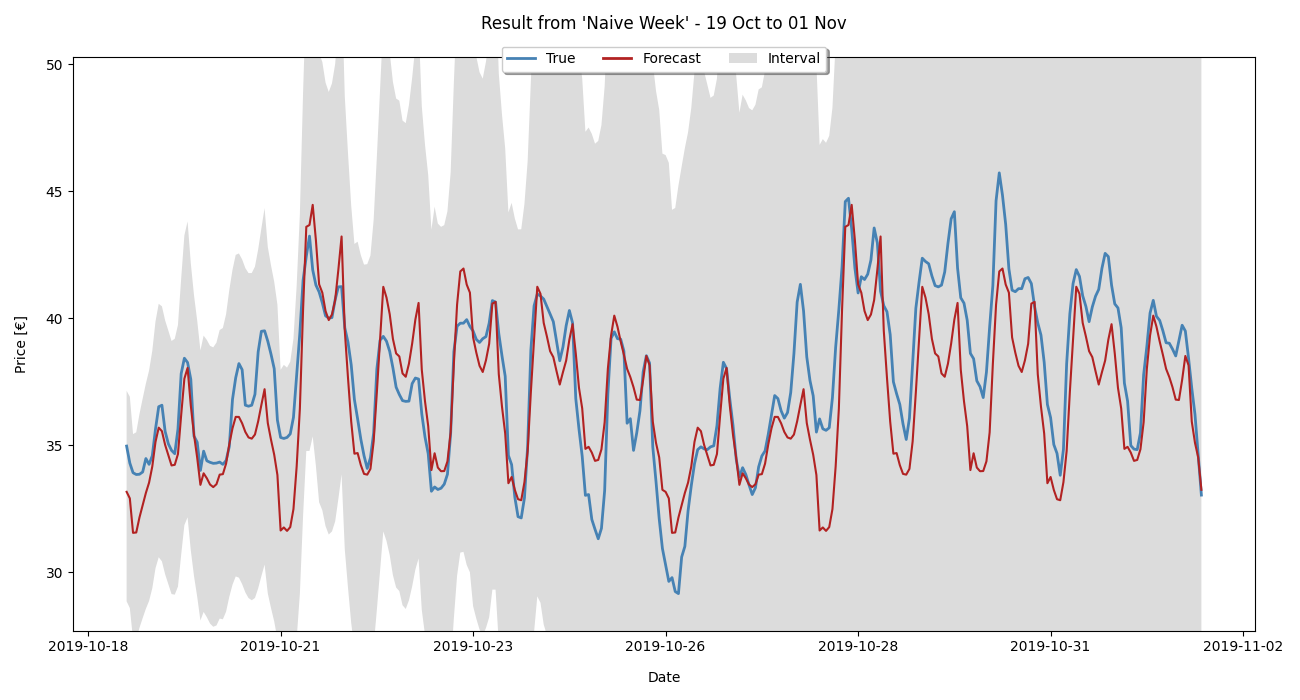 Result from 'Naive Week' - 19 Oct to 01 Nov
True Forecast Interval
50
45
40
35
30
Price [€]
2019-10-18 2019-10-21 2019-10-23 2019-10-26 2019-10-28 2019-10-31 2019-11-02
Date